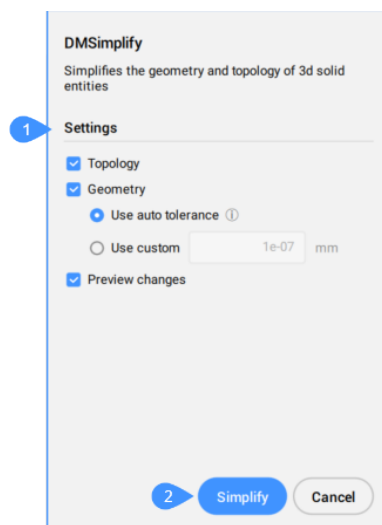 DMSimplify
Simplifies the geometry and topology of 3d solid
entities
1
Settings
Topology
Geometry
Use auto tolerance ⓘ
Use custom 1e-07 mm
Preview changes
2
Simplify Cancel